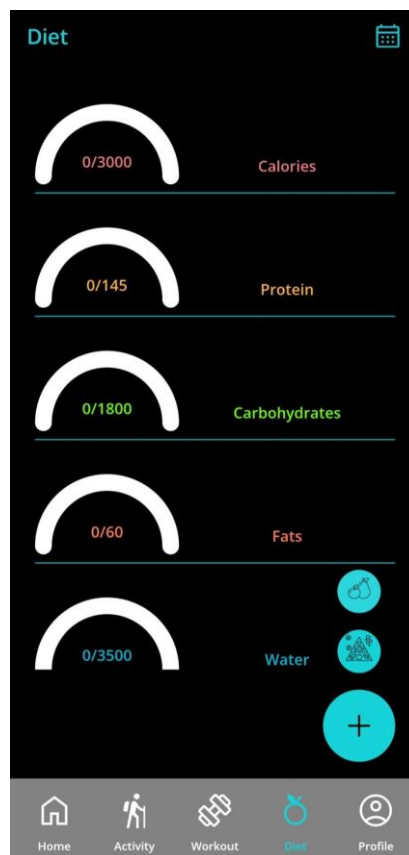 Diet
0/3000 Calories
0/145 Protein
0/1800 Carbohydrates
0/60 Fats
0/3500 Water
+
Home Activity Workout Diet Profile